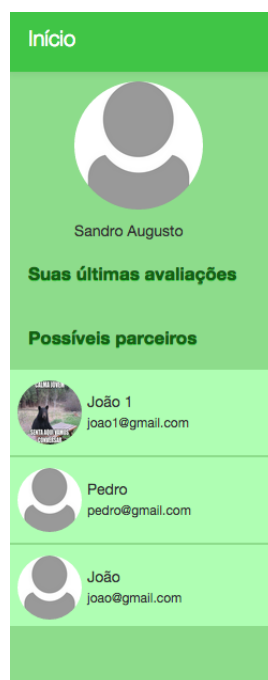 Início
Sandro Augusto
Suas últimas avaliações
Possíveis parceiros
CALMA JOVEM
SENTA AQUI VAMOS
CONVERSAR
João 1
joao1@gmail.com
Pedro
pedro@gmail.com
João
joao@gmail.com